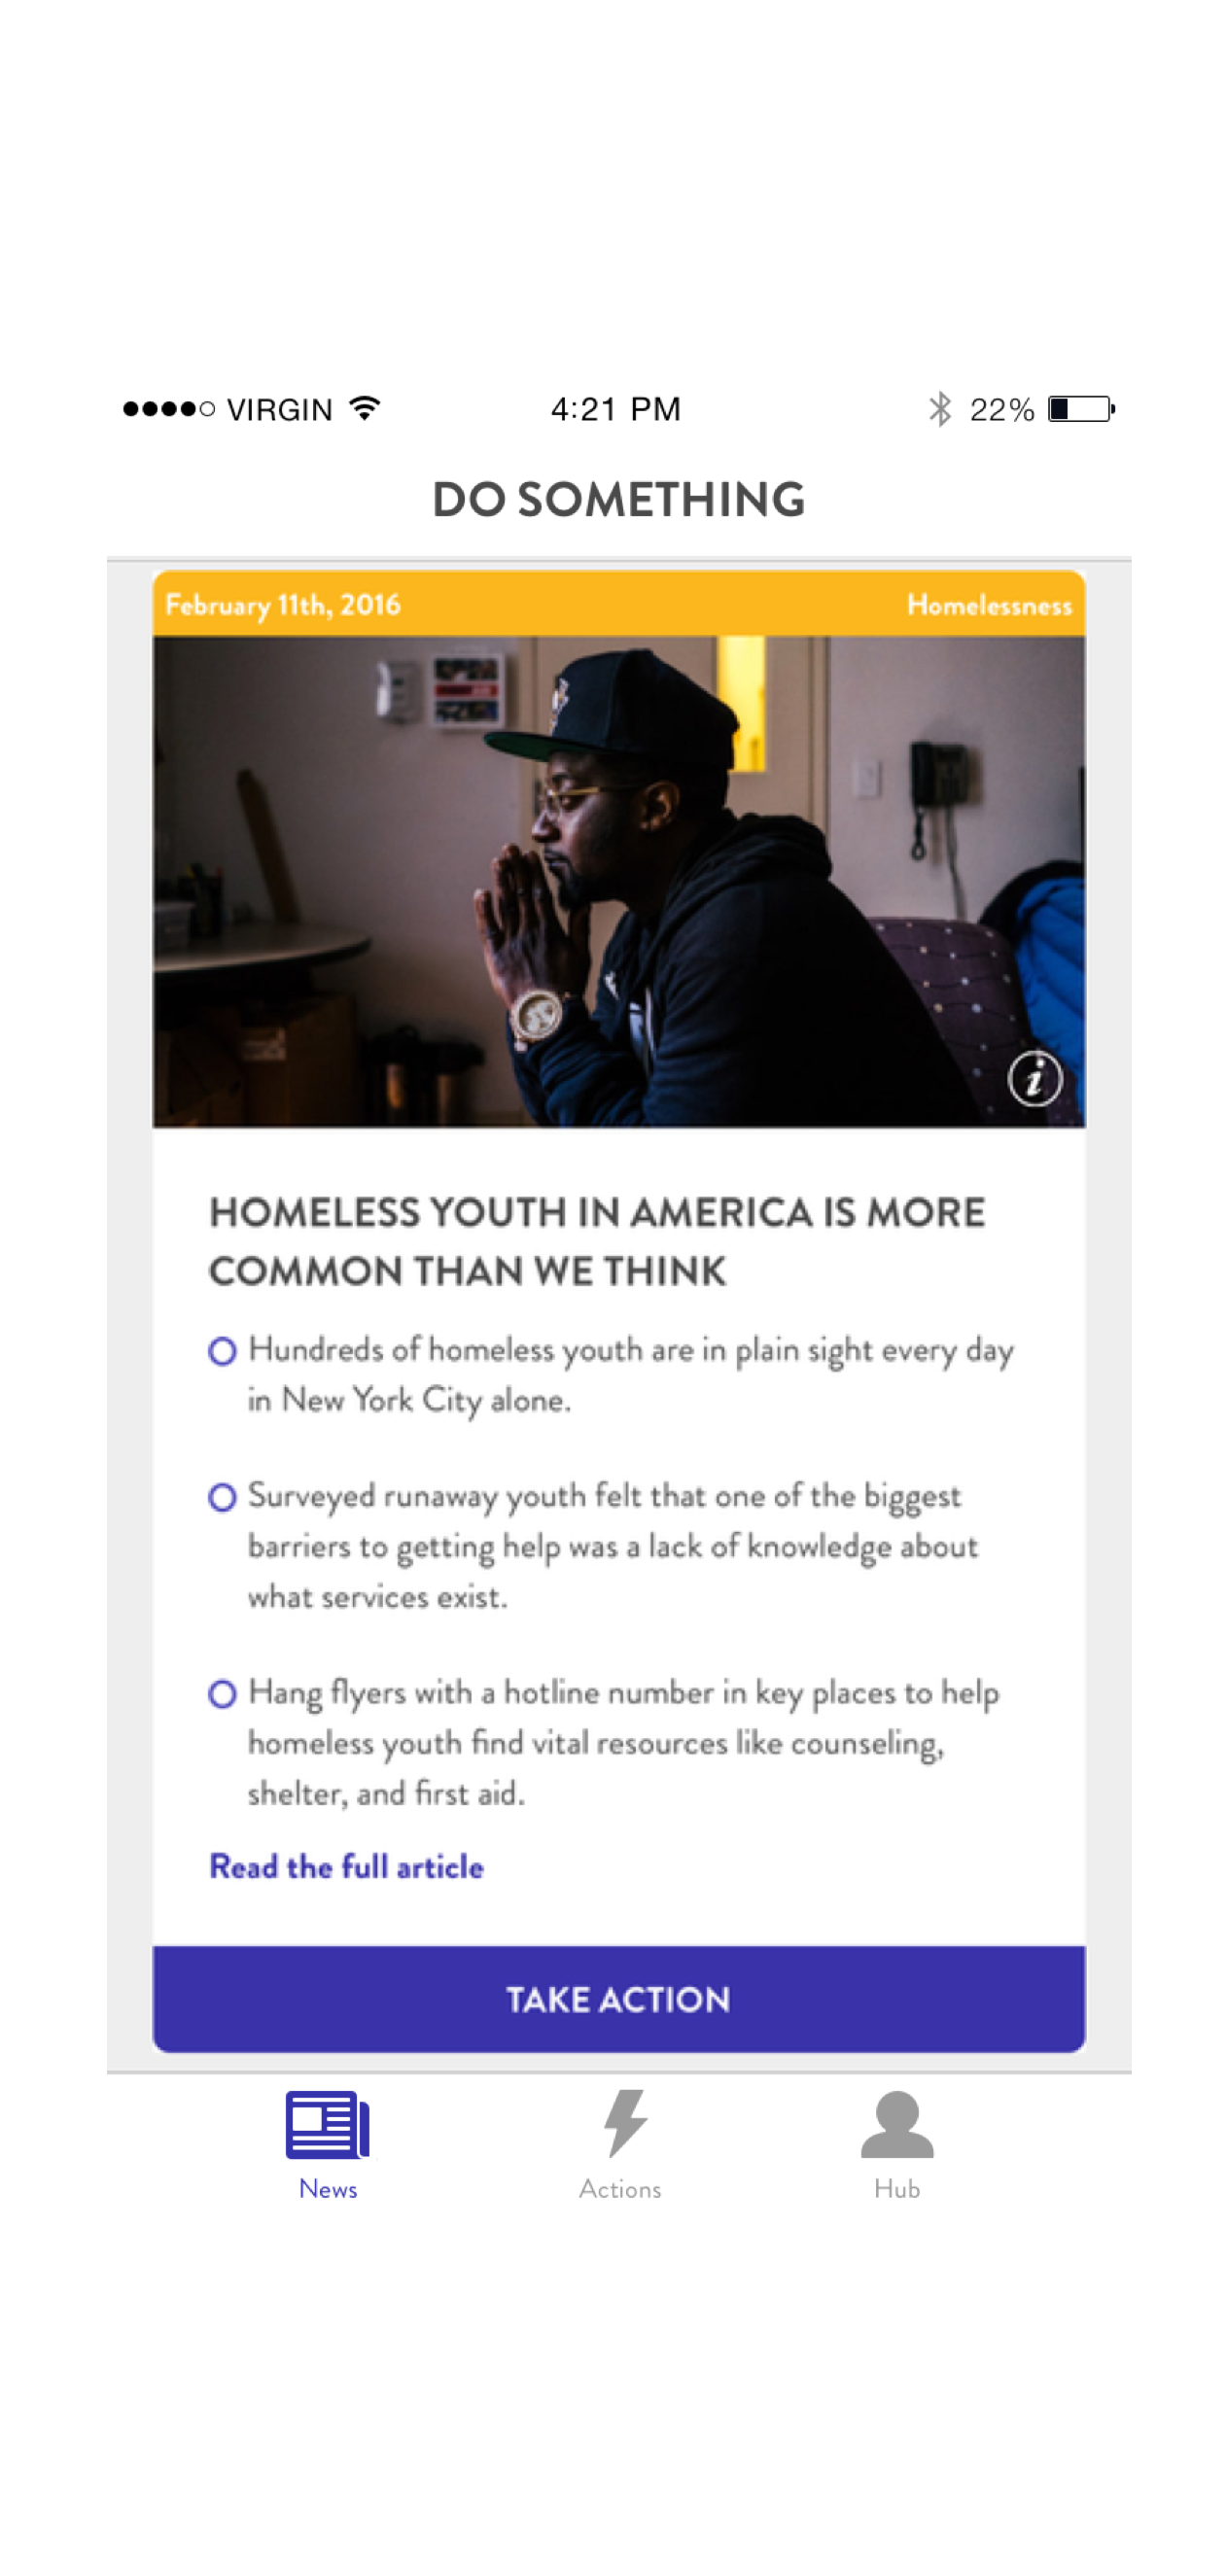 VIRGIN 4:21 PM 22%
DO SOMETHING
February 11th, 2016 Homelessness
HOMELESS YOUTH IN AMERICA IS MORE
COMMON THAN WE THINK
Hundreds of homeless youth are in plain sight every day
in New York City alone.
Surveyed runaway youth felt that one of the biggest
barriers to getting help was a lack of knowledge about
what services exist.
Hang flyers with a hotline number in key places to help
homeless youth find vital resources like counseling,
shelter, and first aid.
Read the full article
TAKE ACTION
News Actions Hub